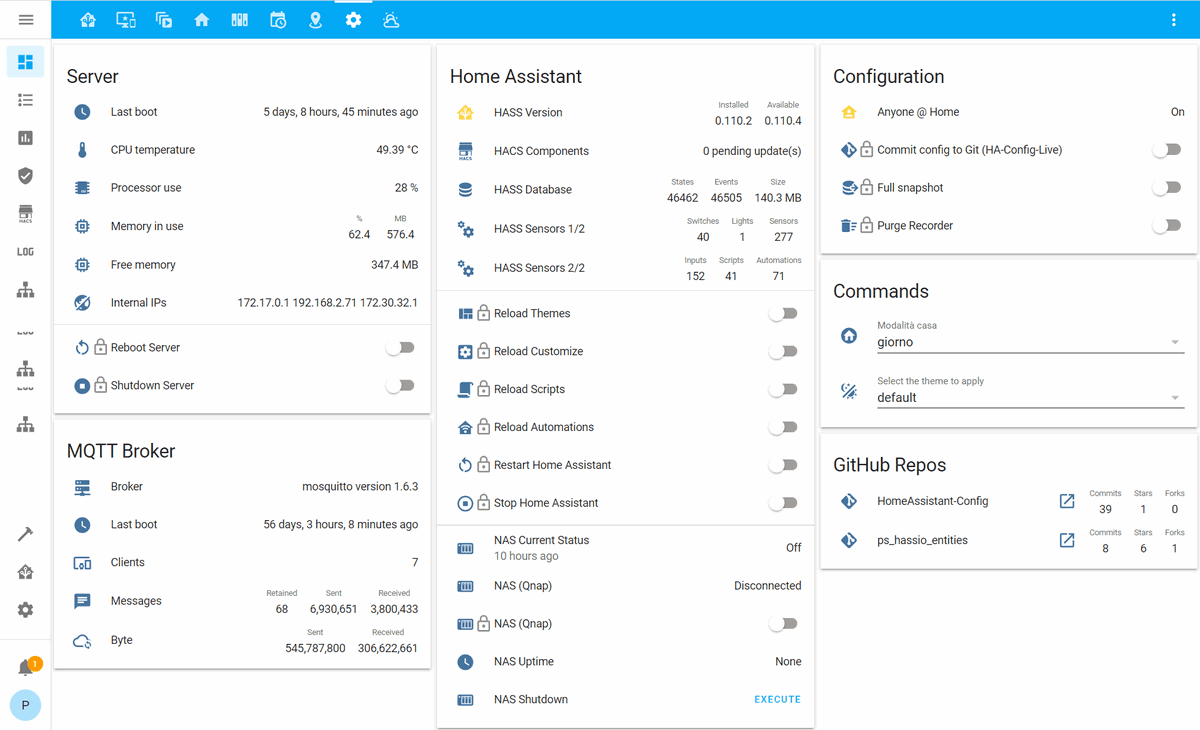 HACS
LOG
1
P
Server
Last boot 5 days, 8 hours, 45 minutes ago
CPU temperature 49.39 °C
Processor use 28 %
% MB
Memory in use 62.4 576.4
Free memory 347.4 MB
Internal IPs 172.17.0.1 192.168.2.71 172.30.32.1
Reboot Server
Shutdown Server
MQTT Broker
Broker mosquitto version 1.6.3
Last boot 56 days, 3 hours, 8 minutes ago
Clients 7
Retained Sent Received
Messages 68 6,930,651 3,800,433
Sent Received
Byte 545,787,800 306,622,661
Home Assistant
Installed Available
HASS Version 0.110.2 0.110.4
HACS
HACS Components 0 pending update(s)
States Events Size
HASS Database 46462 46505 140.3 MB
Switches Lights Sensors
HASS Sensors 1/2 40 1 277
Inputs Scripts Automations
HASS Sensors 2/2 152 41 71
Reload Themes
Reload Customize
Reload Scripts
Reload Automations
Restart Home Assistant
Stop Home Assistant
NAS Current Status Off
10 hours ago
NAS (Qnap) Disconnected
NAS (Qnap)
NAS Uptime None
NAS Shutdown EXECUTE
Configuration
Anyone @ Home On
Commit config to Git (HA-Config-Live)
Full snapshot
Purge Recorder
Commands
Modalità casa
giorno
Select the theme to apply
default
GitHub Repos
Commits Stars Forks
HomeAssistant-Config 39 1 0
Commits Stars Forks
ps_hassio_entities 8 6 1